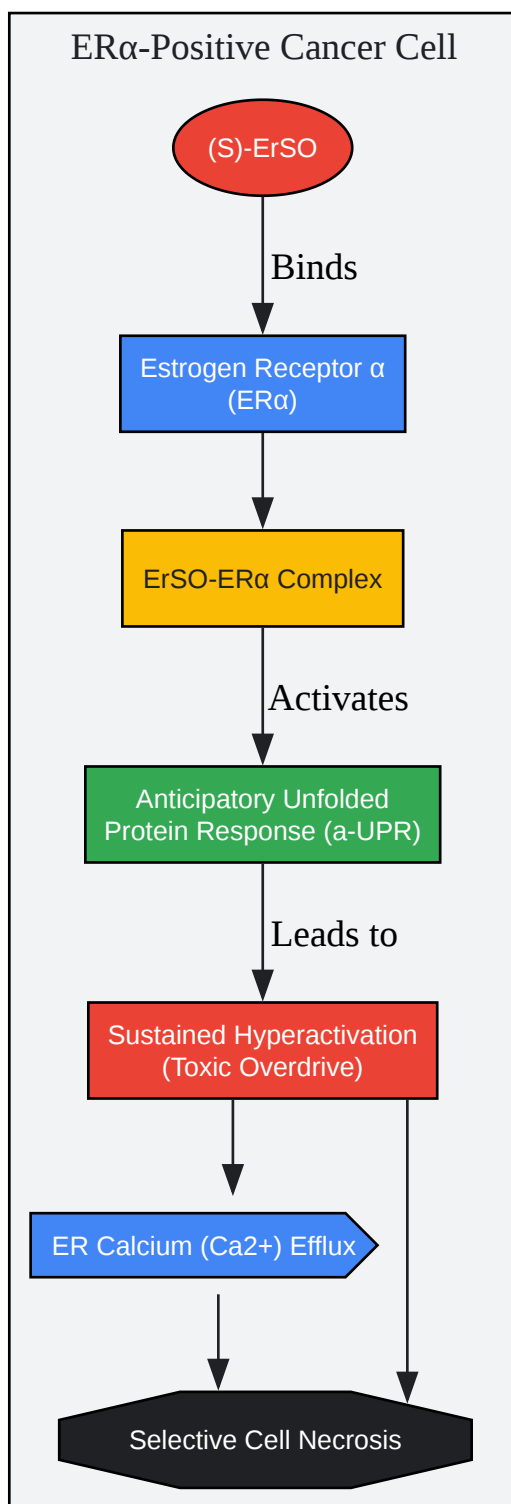 ERα-Positive Cancer Cell
(S)-ErSO
Binds
Estrogen Receptor α
(ERα)
ErSO-ERα Complex
Activates
Anticipatory Unfolded
Protein Response (a-UPR)
Leads to
Sustained Hyperactivation
(Toxic Overdrive)
ER Calcium (Ca2+) Efflux
Selective Cell Necrosis